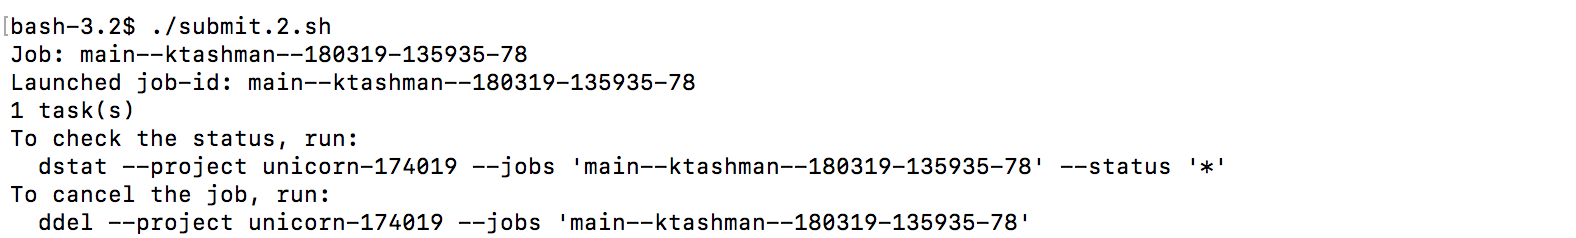 [bash-3.2$ ./submit.2.sh
Job: main--ktashman--180319-135935-78
Launched job-id: main--ktashman--180319-135935-78
1 task(s)
To check the status, run:
  dstat --project unicorn-174019 --jobs 'main--ktashman--180319-135935-78' --status '*'
To cancel the job, run:
  ddel --project unicorn-174019 --jobs 'main--ktashman--180319-135935-78'